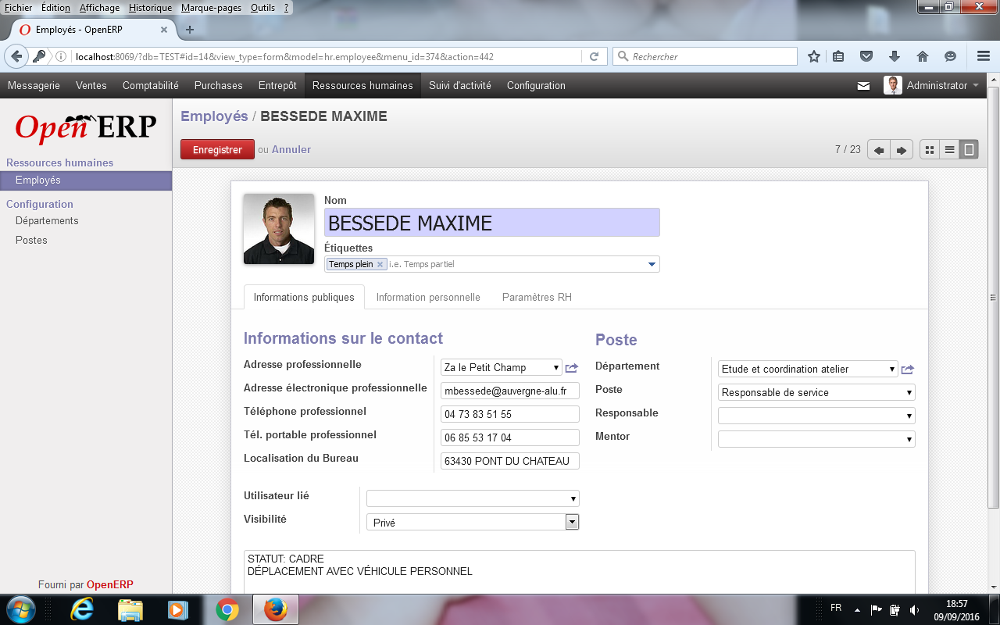 Fichier Édition Affichage Historique Marque-pages Outils ?
Employés - OpenERP
localhost:8069/?db=TEST#id=14&view_type=form&model=hr.employee&menu_id=374&action=442
Rechercher
Messagerie Ventes Comptabilité Purchases Entrepôt Ressources humaines Suivi d'activité Configuration Administrator
Open ERP
Employés / BESSEDE MAXIME
Enregistrer ou Annuler
7 / 23
Ressources humaines
Employés
Configuration
Départements
Postes
Nom
BESSEDE MAXIME
Étiquettes
Temps plein i.e. Temps partiel
Informations publiques Information personnelle Paramètres RH
Informations sur le contact
Adresse professionnelle Za le Petit Champ
Adresse électronique professionnelle mbessede@auvergne-alu.fr
Téléphone professionnel 04 73 83 51 55
Tél. portable professionnel 06 85 53 17 04
Localisation du Bureau 63430 PONT DU CHATEAU
Poste
Département Etude et coordination atelier
Poste Responsable de service
Responsable
Mentor
Utilisateur lié
Visibilité Privé
STATUT: CADRE
DÉPLACEMENT AVEC VÉHICULE PERSONNEL
Fourni par OpenERP
FR
18:57
09/09/2016